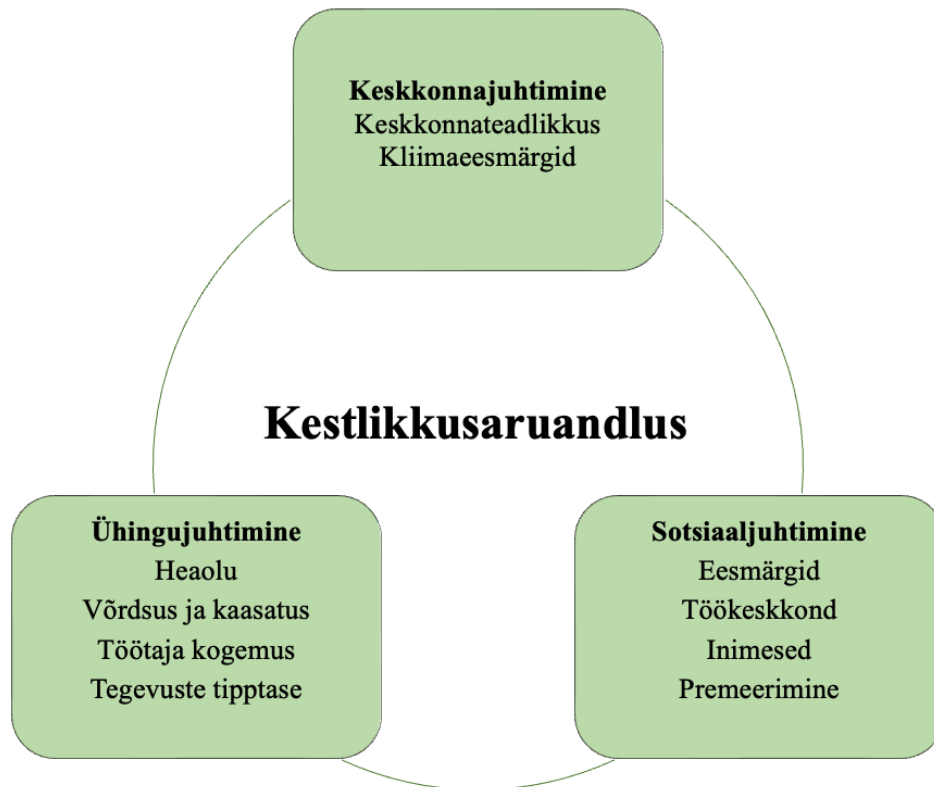 Keskkonnajuhtimine
Keskkonnateadlikkus
Kliimaeesmärgid
Kestlikkusaruandlus
Ühingujuhtimine
Heaolu
Võrdsus ja kaasatus
Töötaja kogemus
Tegevuste tipptase
Sotsiaaljuhtimine
Eesmärgid
Töökeskkond
Inimesed
Premeerimine